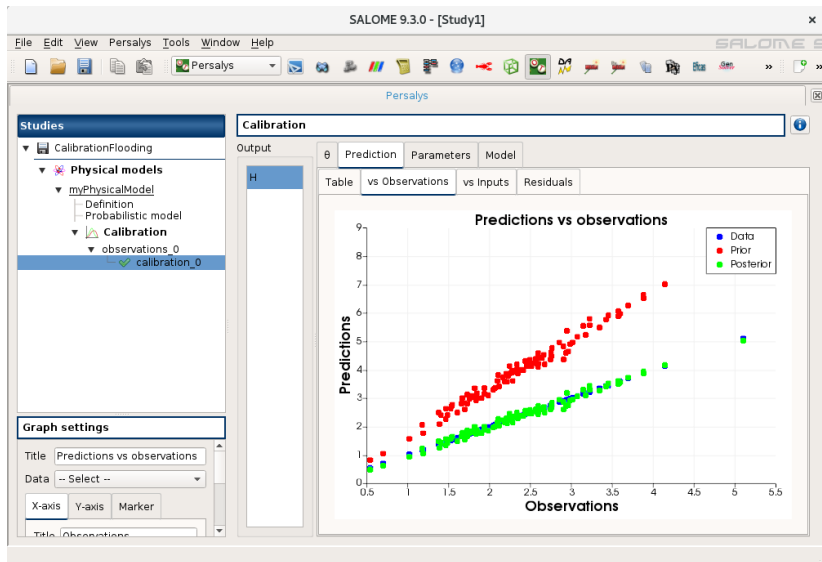 SALOME 9.3.0 - [Study1]
×
File Edit View Persalys Tools Window Help
SALOME 9
Persalys
»
»
Persalys
Studies
CalibrationFlooding
Physical models
myPhysicalModel
Definition
Probabilistic model
Calibration
observations_0
calibration_0
Graph settings
Title Predictions vs observations
Data -- Select --
X-axis Y-axis Marker
Title Observations
Calibration
Output
H
θ Prediction Parameters Model
Table vs Observations vs Inputs Residuals
Predictions vs observations
Data
Prior
Posterior
Predictions
9
8
7
6
5
4
3
2
1
0
0.5 1 1.5 2 2.5 3 3.5 4 4.5 5 5.5
Observations